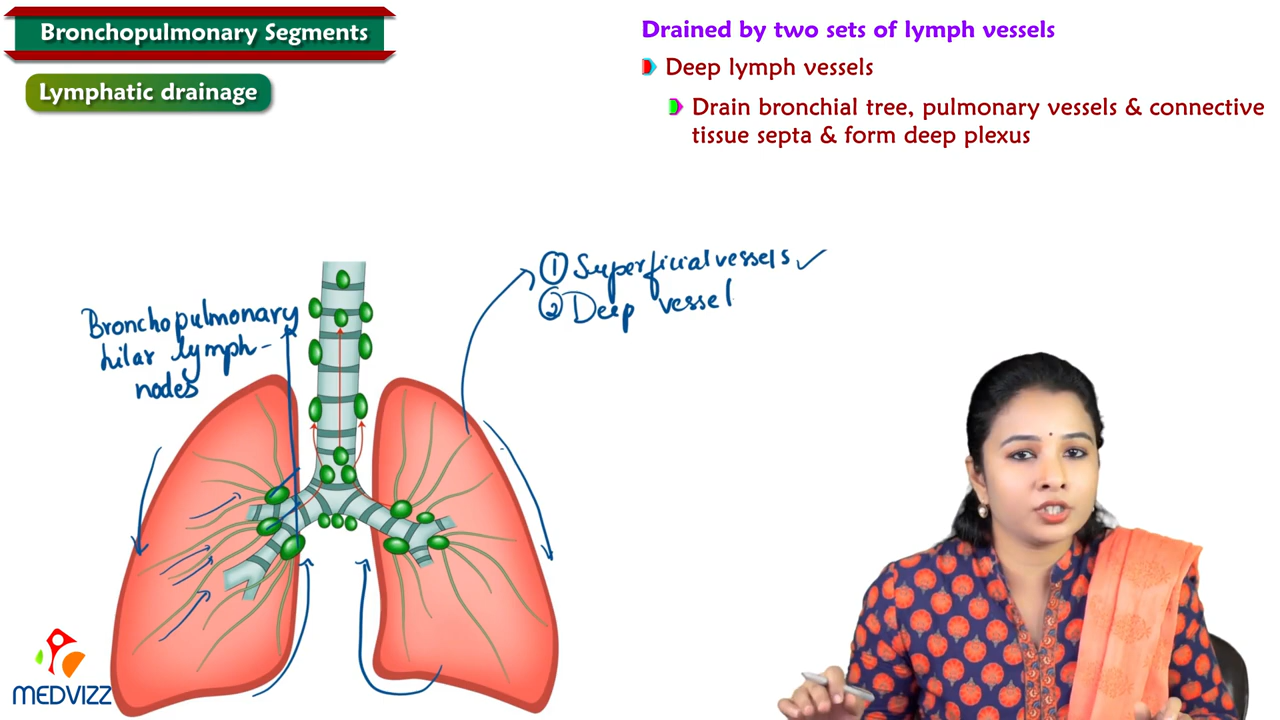 Bronchopulmonary Segments
Lymphatic drainage
Drained by two sets of lymph vessels
Deep lymph vessels
Drain bronchial tree, pulmonary vessels & connective
tissue septa & form deep plexus
① Superficial vessels ✓
② Deep vessel
Bronchopulmonary
hilar lymph-
nodes
MEDVIZZ